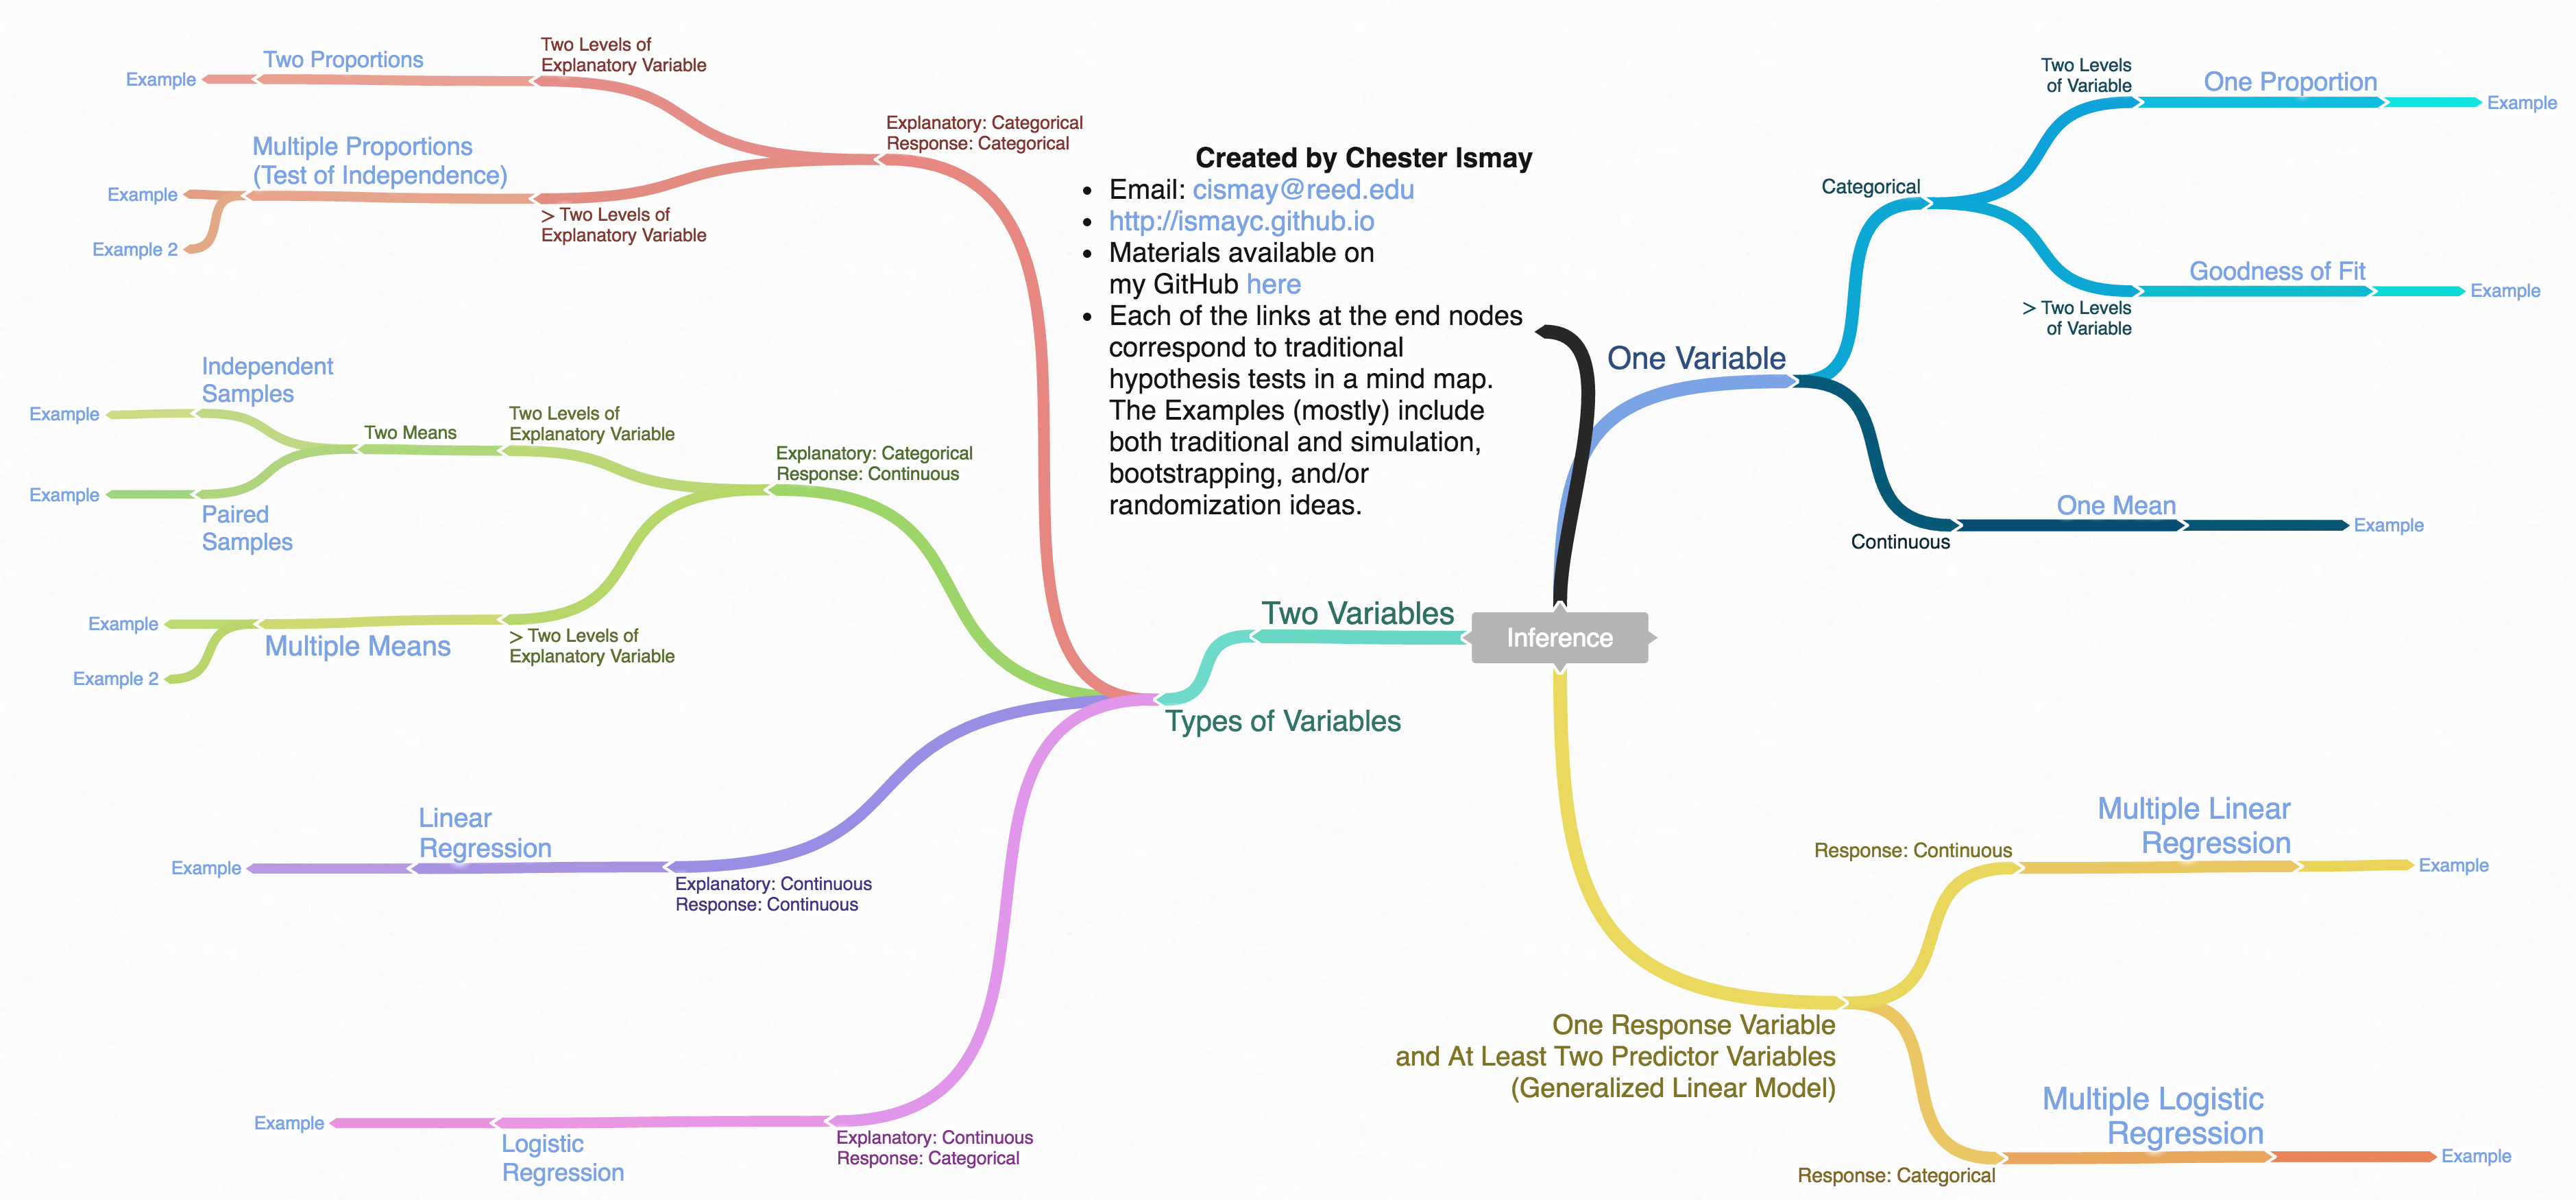 Created by Chester Ismay
• Email: cismay@reed.edu
• http://ismayc.github.io
• Materials available on
my GitHub here
• Each of the links at the end nodes
correspond to traditional
hypothesis tests in a mind map.
The Examples (mostly) include
both traditional and simulation,
bootstrapping, and/or
randomization ideas.
Inference
One Variable
Categorical
Two Levels
of Variable
One Proportion
Example
> Two Levels
of Variable
Goodness of Fit
Example
Continuous
One Mean
Example
Two Variables
Types of Variables
Explanatory: Categorical
Response: Categorical
Two Levels of
Explanatory Variable
Two Proportions
Example
> Two Levels of
Explanatory Variable
Multiple Proportions
(Test of Independence)
Example
Example 2
Explanatory: Categorical
Response: Continuous
Two Levels of
Explanatory Variable
Two Means
Independent
Samples
Example
Paired
Samples
Example
> Two Levels of
Explanatory Variable
Multiple Means
Example
Example 2
Explanatory: Continuous
Response: Continuous
Linear
Regression
Example
Explanatory: Continuous
Response: Categorical
Logistic
Regression
Example
One Response Variable
and At Least Two Predictor Variables
(Generalized Linear Model)
Response: Continuous
Multiple Linear
Regression
Example
Response: Categorical
Multiple Logistic
Regression
Example